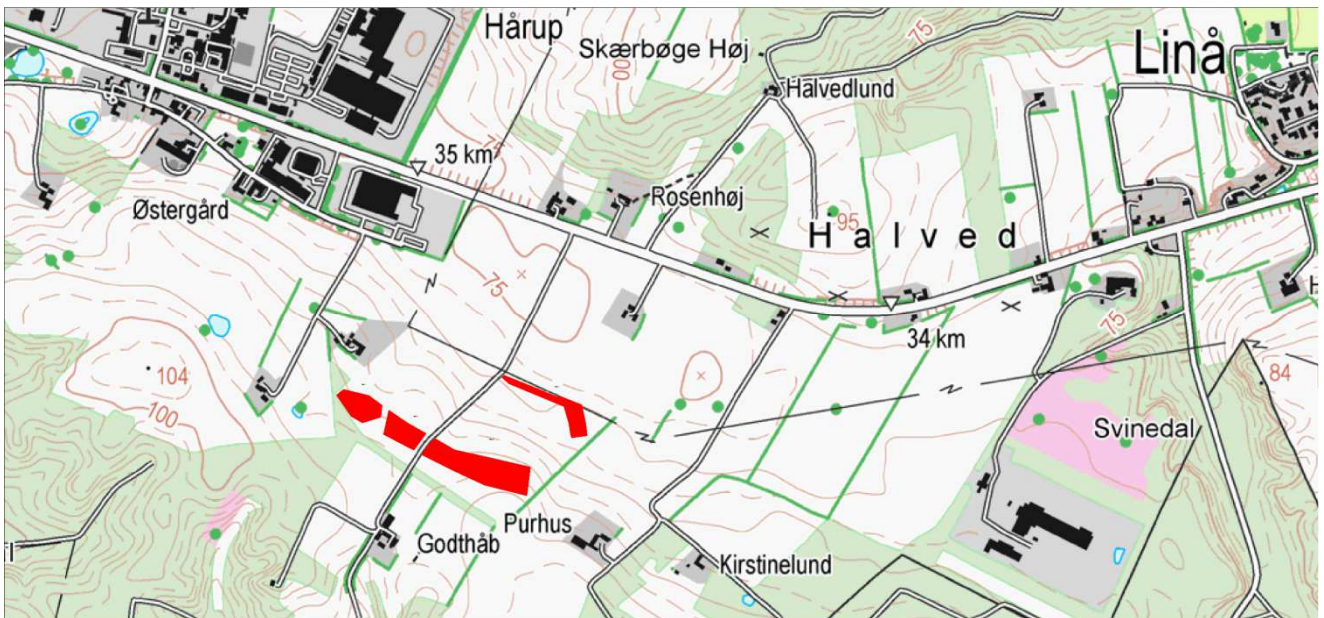 Hårup
Skærbøge Høj
75
Linå
Halvedlund
35 km
Rosenhøj
Østergård
95
Halved
75
34 km
75
104
100
84
Svinedal
Purhus
Godthåb
Kirstinelund